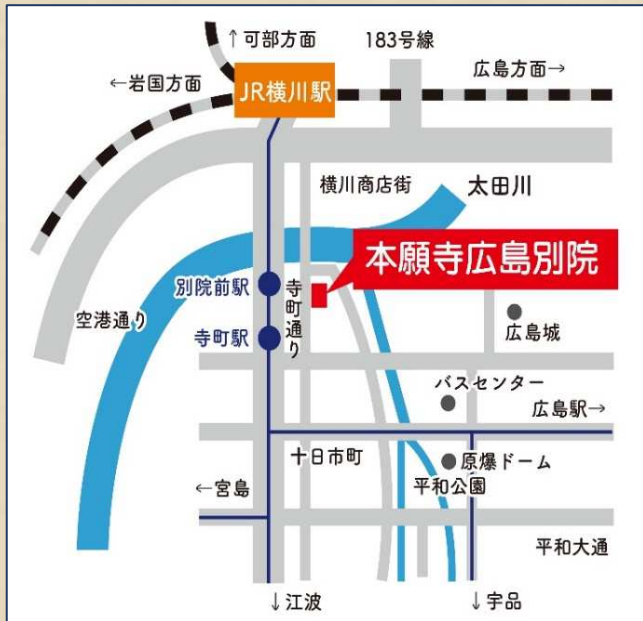 ↑可部方面
183号線
←岩国方面
JR横川駅
広島方面→
横川商店街
太田川
本願寺広島別院
別院前駅
寺町通り
空港通り
寺町駅
広島城
バスセンター
広島駅→
十日市町
原爆ドーム
平和公園
←宮島
平和大通
↓江波
↓宇品